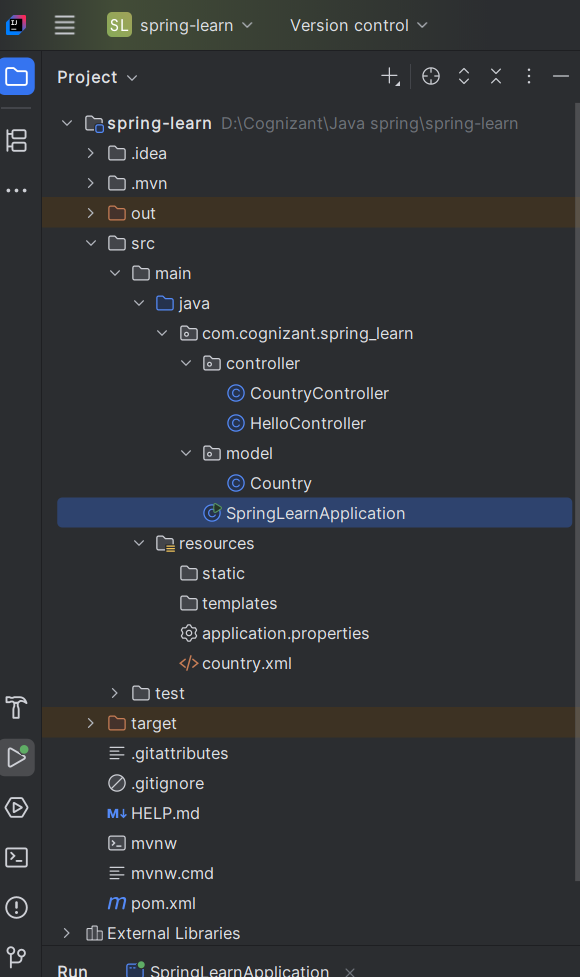 SL spring-learn Version control
Project
spring-learn D:\Cognizant\Java spring\spring-learn
.idea
.mvn
out
src
main
java
com.cognizant.spring_learn
controller
CountryController
HelloController
model
Country
SpringLearnApplication
resources
static
templates
application.properties
country.xml
test
target
.gitattributes
.gitignore
HELP.md
mvnw
mvnw.cmd
pom.xml
External Libraries
Run SpringLearnApplication